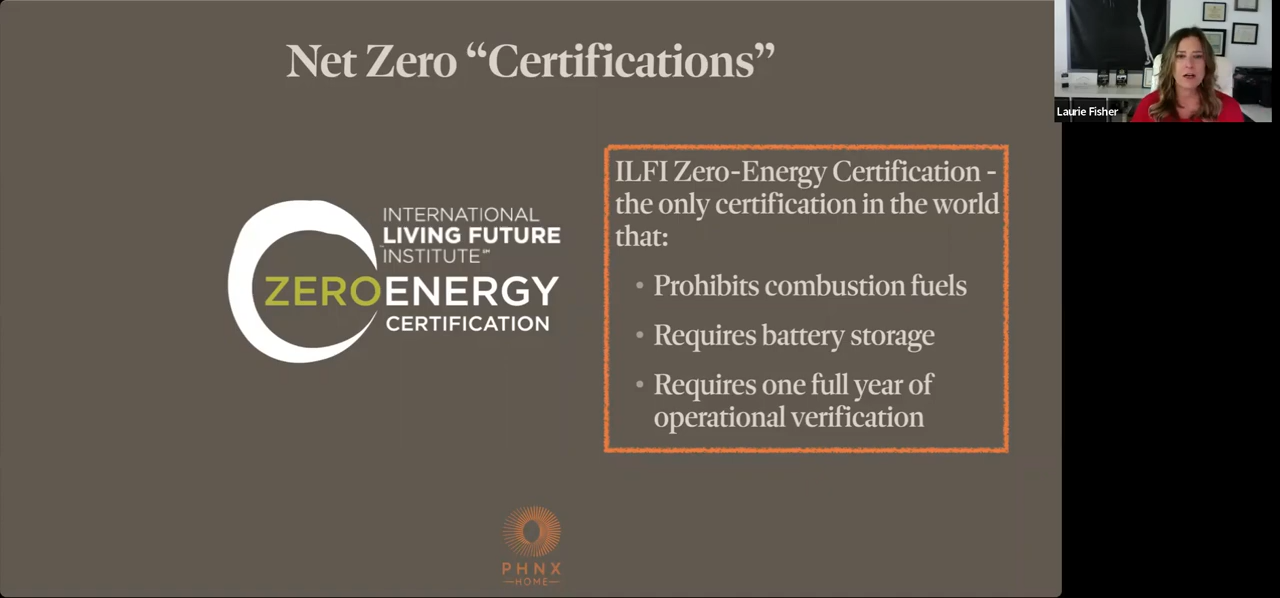 Net Zero “Certifications”
Laurie Fisher
INTERNATIONAL
LIVING FUTURE
INSTITUTE℠
ZEROENERGY
CERTIFICATION
ILFI Zero-Energy Certification -
the only certification in the world
that:
• Prohibits combustion fuels
• Requires battery storage
• Requires one full year of
operational verification
PHNX
—HOME—